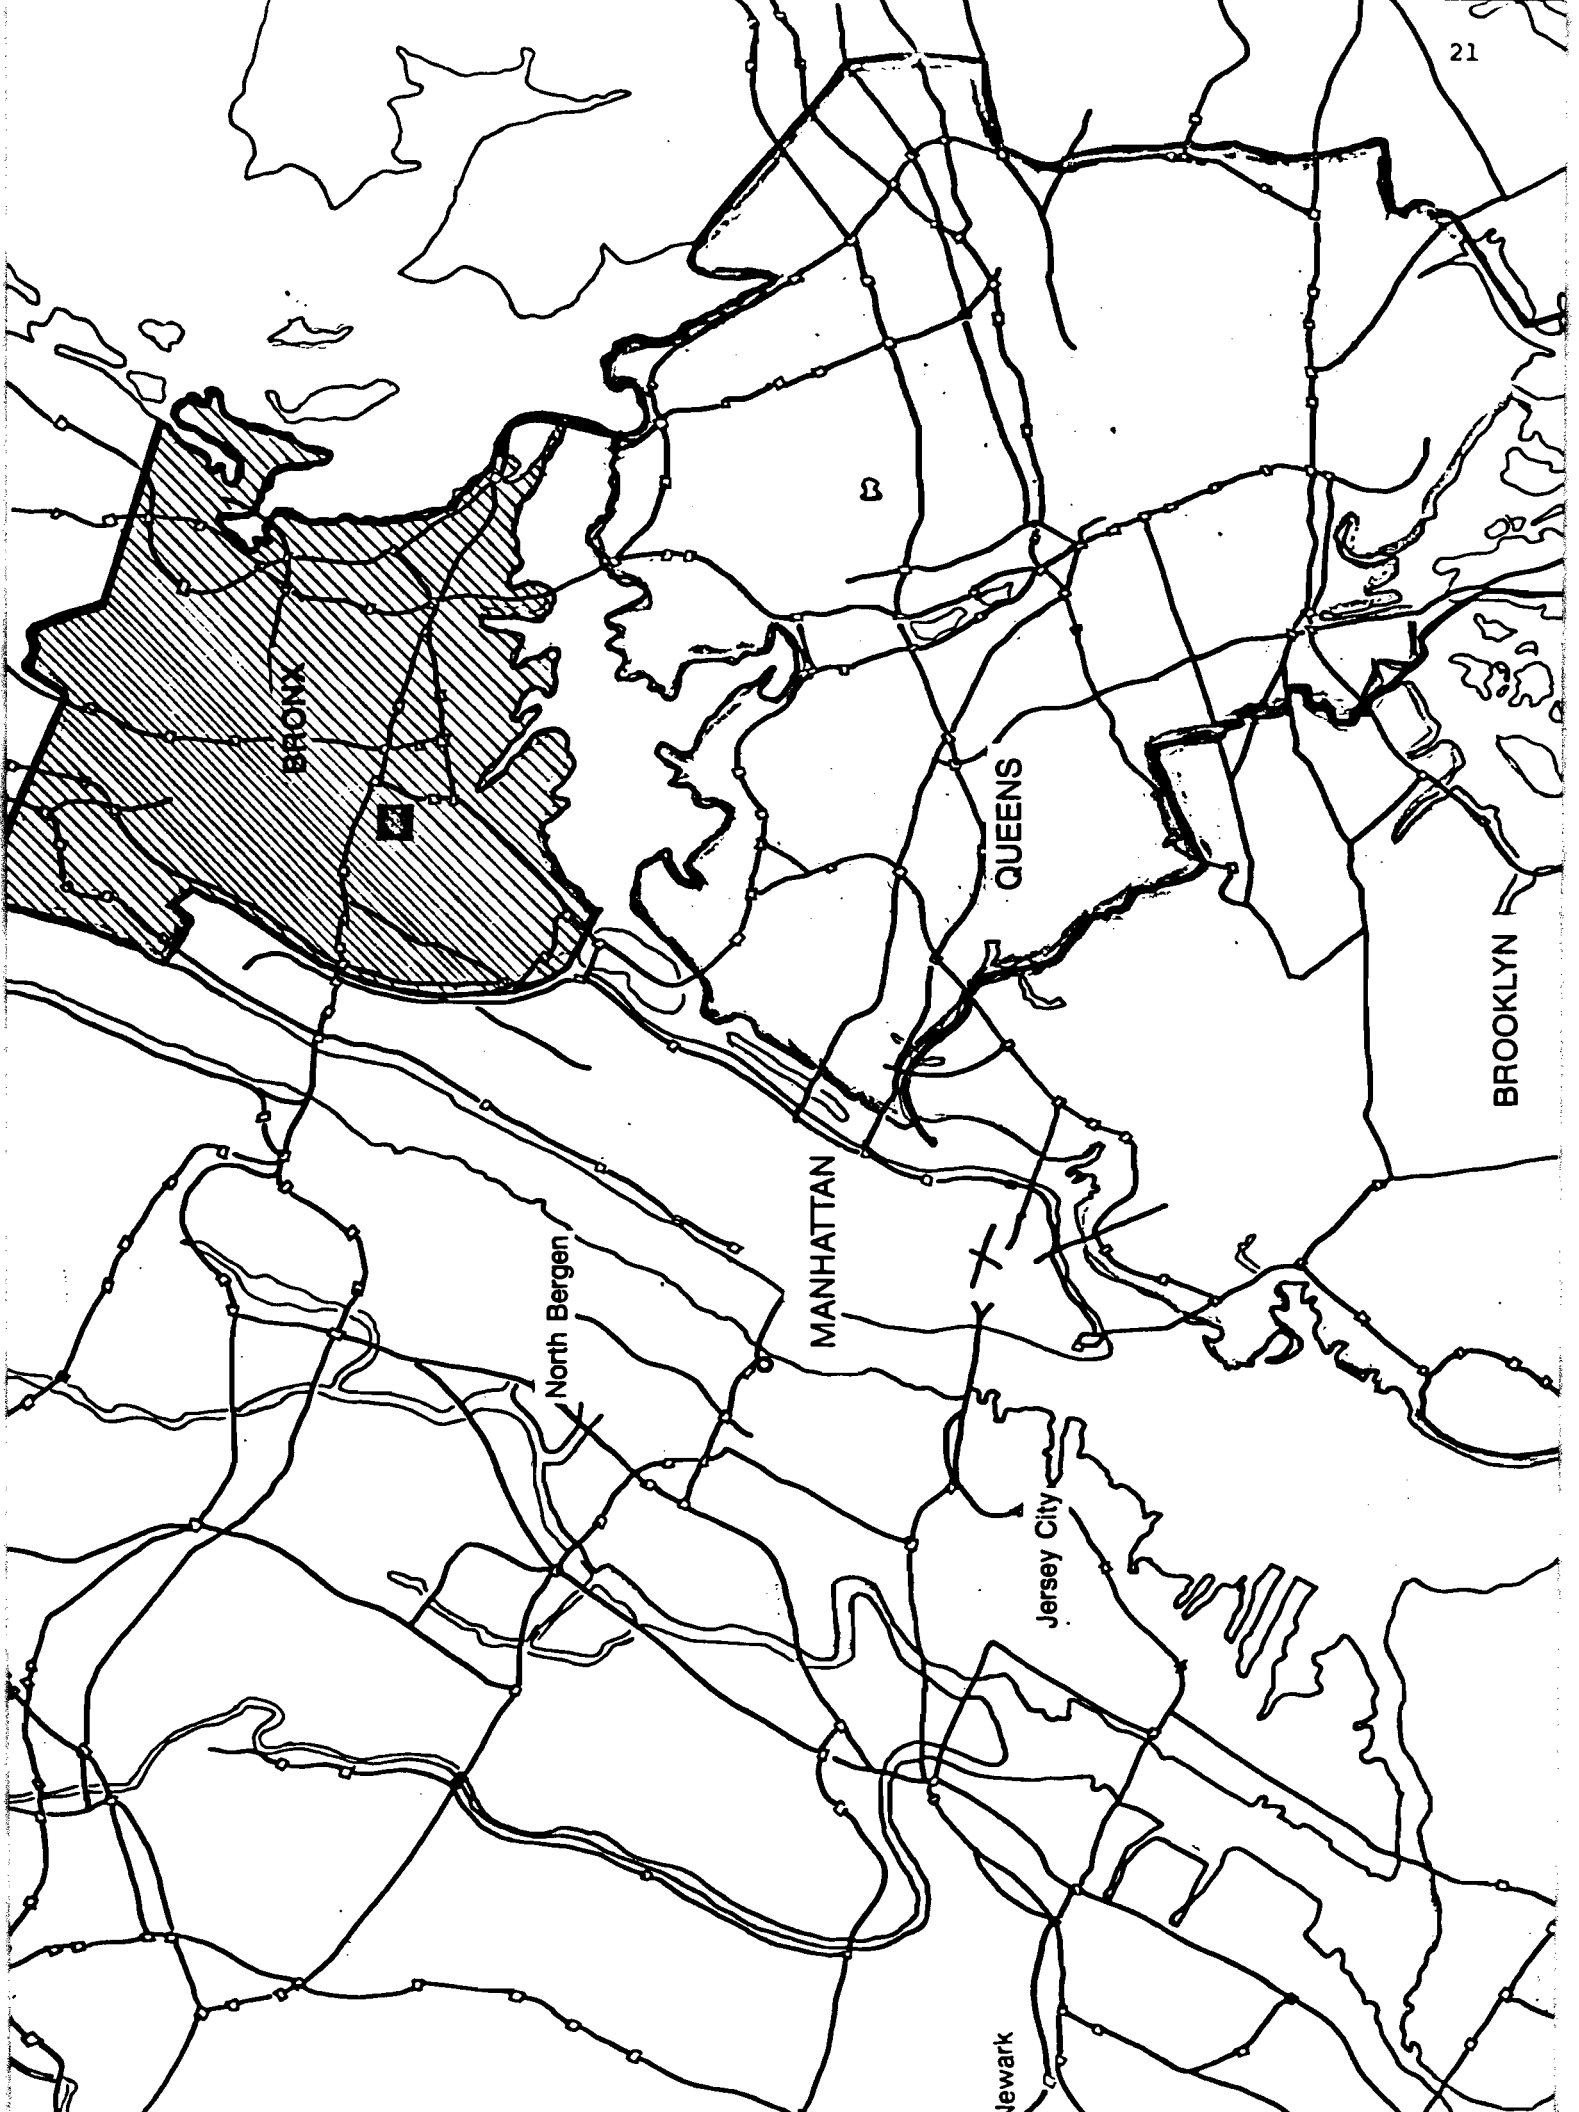 21
BRONX
QUEENS
BROOKLYN
MANHATTAN
North Bergen
Jersey City
Newark